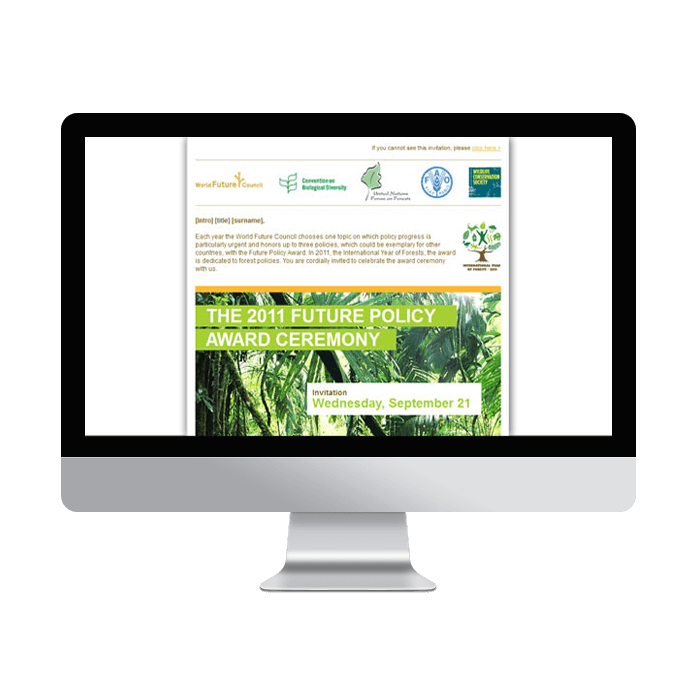 If you cannot see this invitation, please click here >
World Future Council
Convention on
Biological Diversity
United Nations
Forum on Forests
FAO
WILDLIFE
CONSERVATION
SOCIETY
[intro] [title] [surname],
Each year the World Future Council chooses one topic on which policy progress is
particularly urgent and honors up to three policies, which could be exemplary for other
countries, with the Future Policy Award. In 2011, the International Year of Forests, the award
is dedicated to forest policies. You are cordially invited to celebrate the award ceremony
with us.
INTERNATIONAL YEAR
OF FORESTS • 2011
THE 2011 FUTURE POLICY
AWARD CEREMONY
Invitation
Wednesday, September 21